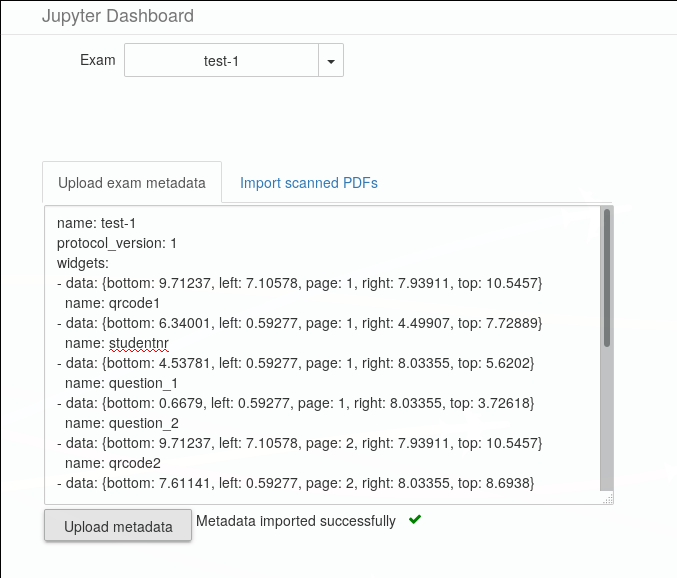 Jupyter Dashboard
Exam test-1
Upload exam metadata Import scanned PDFs
name: test-1
protocol_version: 1
widgets:
- data: {bottom: 9.71237, left: 7.10578, page: 1, right: 7.93911, top: 10.5457}
name: qrcode1
- data: {bottom: 6.34001, left: 0.59277, page: 1, right: 4.49907, top: 7.72889}
name: studentnr
- data: {bottom: 4.53781, left: 0.59277, page: 1, right: 8.03355, top: 5.6202}
name: question_1
- data: {bottom: 0.6679, left: 0.59277, page: 1, right: 8.03355, top: 3.72618}
name: question_2
- data: {bottom: 9.71237, left: 7.10578, page: 2, right: 7.93911, top: 10.5457}
name: qrcode2
- data: {bottom: 7.61141, left: 0.59277, page: 2, right: 8.03355, top: 8.6938}
Upload metadata Metadata imported successfully